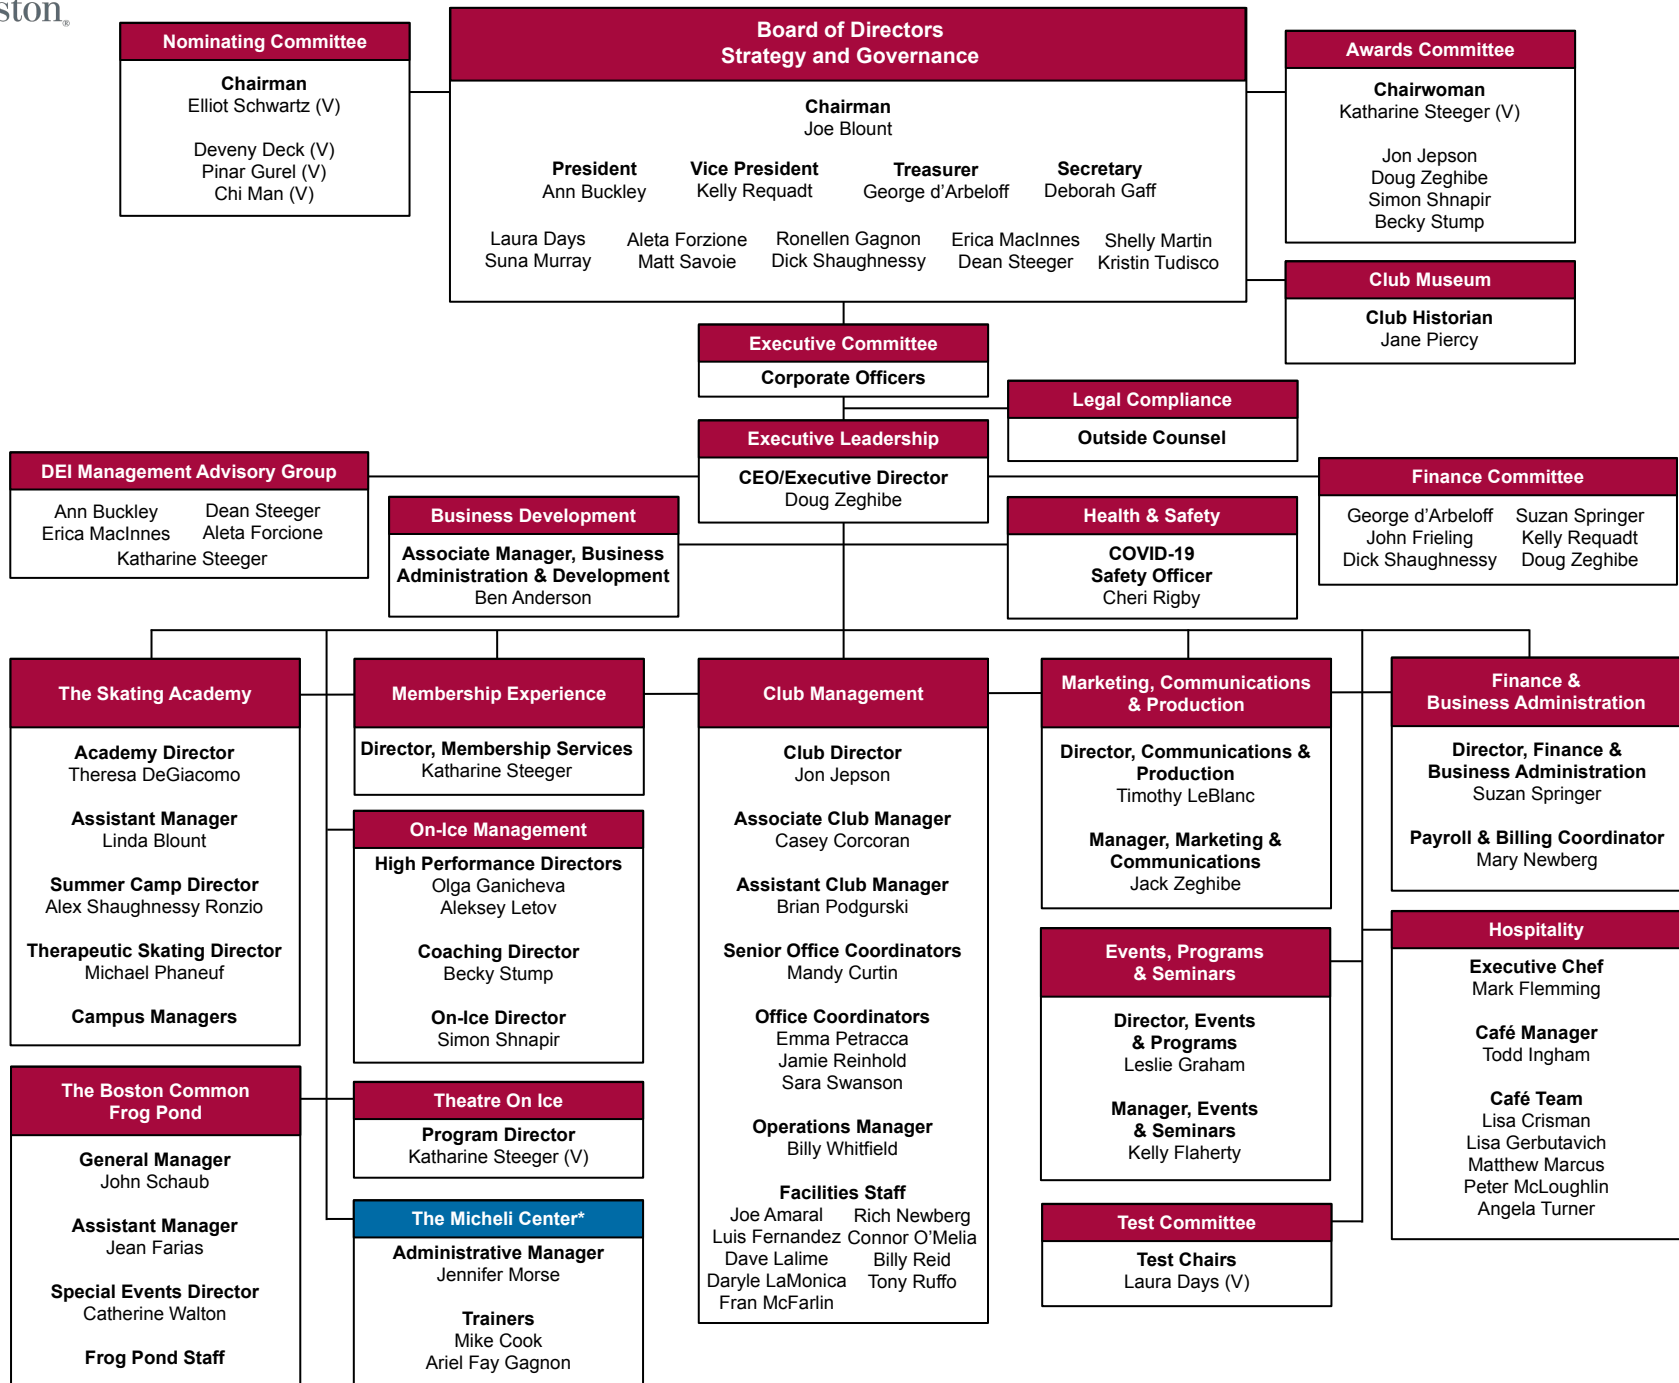 ston®
Nominating Committee
Chairman
Elliot Schwartz (V)
Deveny Deck (V)
Pinar Gurel (V)
Chi Man (V)
Board of Directors
Strategy and Governance
Chairman
Joe Blount
President
Ann Buckley
Vice President
Kelly Requadt
Treasurer
George d’Arbeloff
Secretary
Deborah Gaff
Laura Days
Suna Murray
Aleta Forzione
Matt Savoie
Ronellen Gagnon
Dick Shaughnessy
Erica MacInnes
Dean Steeger
Shelly Martin
Kristin Tudisco
Awards Committee
Chairwoman
Katharine Steeger (V)
Jon Jepson
Doug Zeghibe
Simon Shnapir
Becky Stump
Club Museum
Club Historian
Jane Piercy
Executive Committee
Corporate Officers
Legal Compliance
Outside Counsel
Executive Leadership
CEO/Executive Director
Doug Zeghibe
DEI Management Advisory Group
Ann Buckley
Dean Steeger
Erica MacInnes
Aleta Forcione
Katharine Steeger
Finance Committee
George d’Arbeloff
Suzan Springer
John Frieling
Kelly Requadt
Dick Shaughnessy
Doug Zeghibe
Business Development
Associate Manager, Business
Administration & Development
Ben Anderson
Health & Safety
COVID-19
Safety Officer
Cheri Rigby
The Skating Academy
Academy Director
Theresa DeGiacomo
Assistant Manager
Linda Blount
Summer Camp Director
Alex Shaughnessy Ronzio
Therapeutic Skating Director
Michael Phaneuf
Campus Managers
The Boston Common
Frog Pond
General Manager
John Schaub
Assistant Manager
Jean Farias
Special Events Director
Catherine Walton
Frog Pond Staff
Membership Experience
Director, Membership Services
Katharine Steeger
On-Ice Management
High Performance Directors
Olga Ganicheva
Aleksey Letov
Coaching Director
Becky Stump
On-Ice Director
Simon Shnapir
Theatre On Ice
Program Director
Katharine Steeger (V)
The Micheli Center*
Administrative Manager
Jennifer Morse
Trainers
Mike Cook
Ariel Fay Gagnon
Club Management
Club Director
Jon Jepson
Associate Club Manager
Casey Corcoran
Assistant Club Manager
Brian Podgurski
Senior Office Coordinators
Mandy Curtin
Office Coordinators
Emma Petracca
Jamie Reinhold
Sara Swanson
Operations Manager
Billy Whitfield
Facilities Staff
Joe Amaral
Rich Newberg
Luis Fernandez
Connor O’Melia
Dave Lalime
Billy Reid
Daryle LaMonica
Tony Ruffo
Fran McFarlin
Marketing, Communications
& Production
Director, Communications &
Production
Timothy LeBlanc
Manager, Marketing &
Communications
Jack Zeghibe
Events, Programs
& Seminars
Director, Events
& Programs
Leslie Graham
Manager, Events
& Seminars
Kelly Flaherty
Test Committee
Test Chairs
Laura Days (V)
Finance &
Business Administration
Director, Finance &
Business Administration
Suzan Springer
Payroll & Billing Coordinator
Mary Newberg
Hospitality
Executive Chef
Mark Flemming
Café Manager
Todd Ingham
Café Team
Lisa Crisman
Lisa Gerbutavich
Matthew Marcus
Peter McLoughlin
Angela Turner